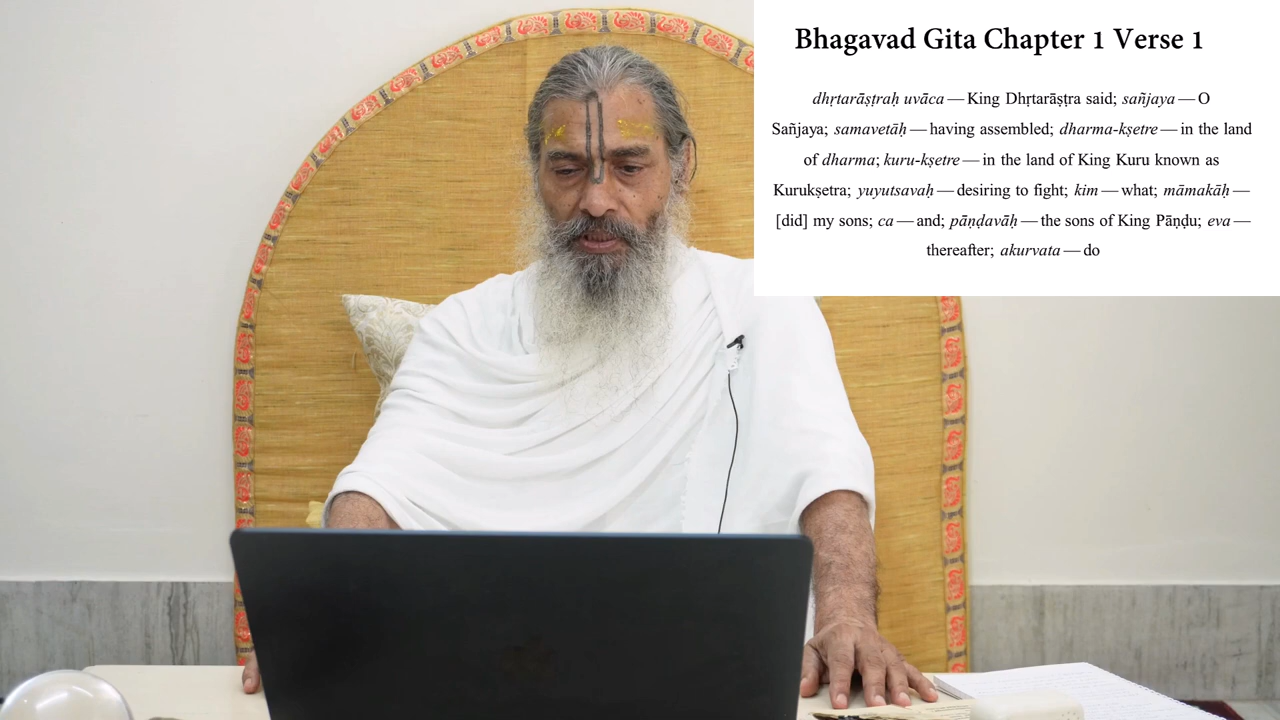 Bhagavad Gita Chapter 1 Verse 1
dhṛtarāṣṭraḥ uvāca — King Dhṛtarāṣṭra said; sañjaya — O
Sañjaya; samavetāḥ — having assembled; dharma-kṣetre — in the land
of dharma; kuru-kṣetre — in the land of King Kuru known as
Kurukṣetra; yuyutsavaḥ — desiring to fight; kim — what; māmakāḥ —
[did] my sons; ca — and; pāṇḍavāḥ — the sons of King Pāṇḍu; eva —
thereafter; akurvata — do